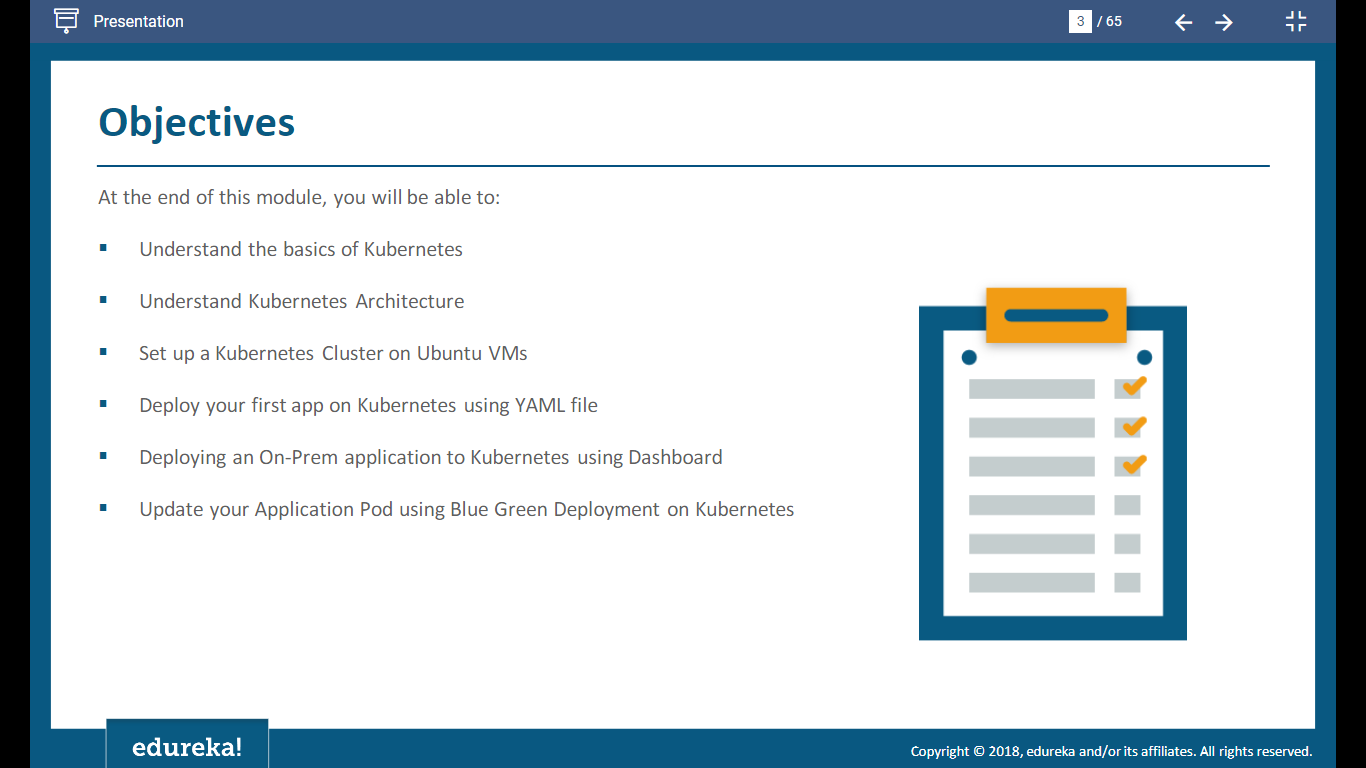 Presentation
3 / 65
Objectives
At the end of this module, you will be able to:
▪ Understand the basics of Kubernetes
▪ Understand Kubernetes Architecture
▪ Set up a Kubernetes Cluster on Ubuntu VMs
▪ Deploy your first app on Kubernetes using YAML file
▪ Deploying an On-Prem application to Kubernetes using Dashboard
▪ Update your Application Pod using Blue Green Deployment on Kubernetes
edureka!
Copyright © 2018, edureka and/or its affiliates. All rights reserved.